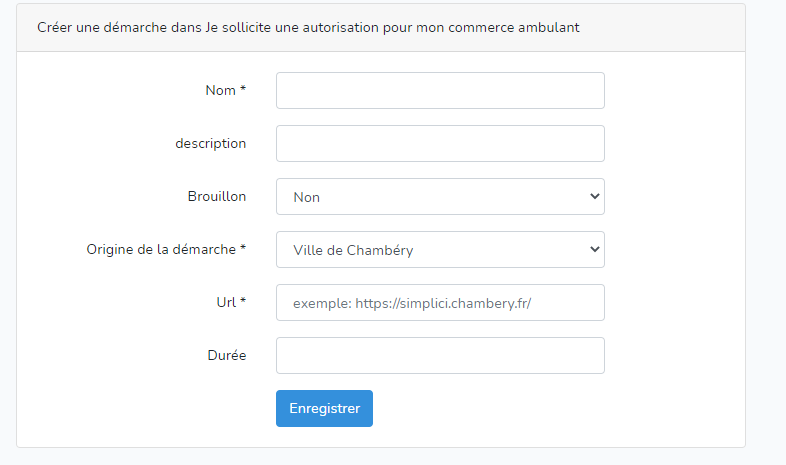 Créer une démarche dans Je sollicite une autorisation pour mon commerce ambulant
Nom *
description
Brouillon Non
Origine de la démarche * Ville de Chambéry
Url * exemple: https://simplici.chambery.fr/
Durée
Enregistrer